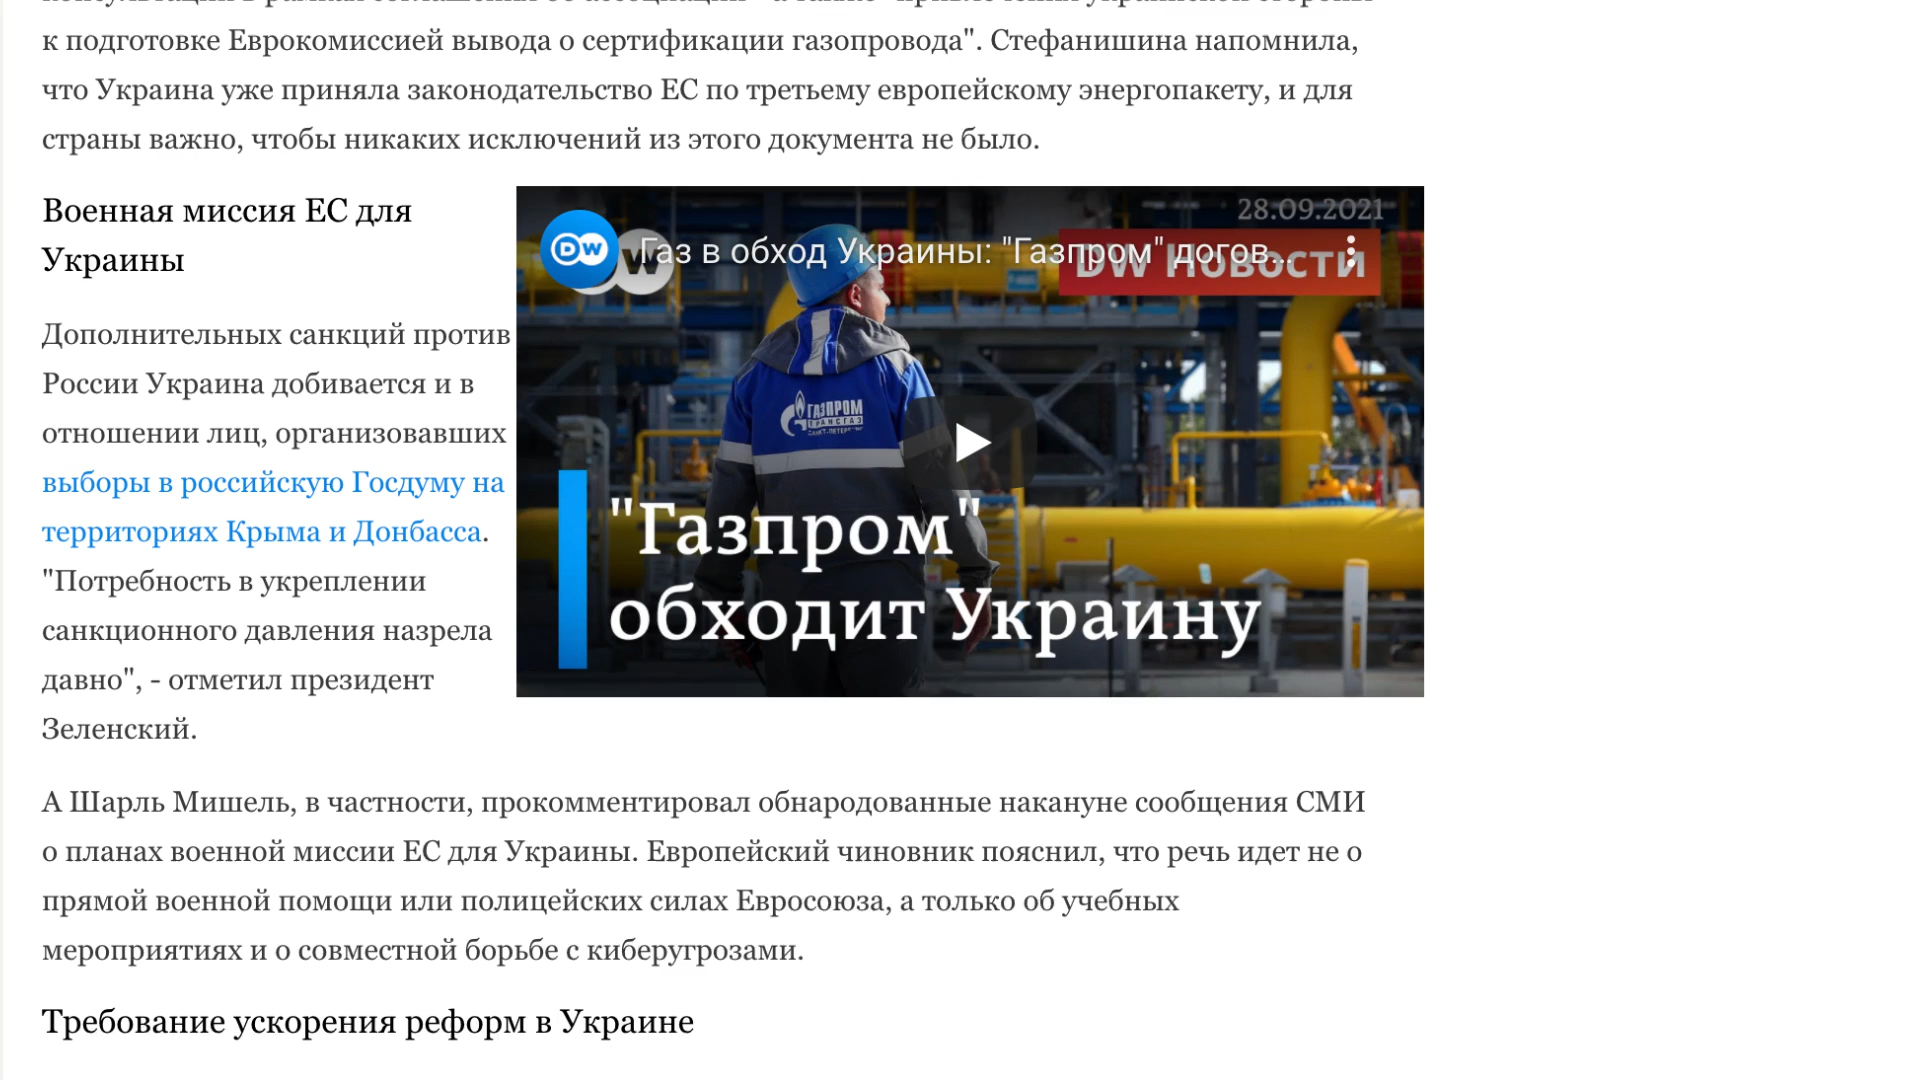 к подготовке Еврокомиссией вывода о сертификации газопровода". Стефанишина напомнила,
что Украина уже приняла законодательство ЕС по третьему европейскому энергопакету, и для
страны важно, чтобы никаких исключений из этого документа не было.
Военная миссия ЕС для
Украины
Дополнительных санкций против
России Украина добивается и в
отношении лиц, организовавших
выборы в российскую Госдуму на
территориях Крыма и Донбасса.
"Потребность в укреплении
санкционного давления назрела
давно", - отметил президент
Зеленский.
28.09.2021
DW
W
Газ в обход Украины: "Газпром" догов...
DW Новости
ГАЗПРОМ
ТРАНСГАЗ
"Газпром"
обходит Украину
А Шарль Мишель, в частности, прокомментировал обнародованные накануне сообщения СМИ
о планах военной миссии ЕС для Украины. Европейский чиновник пояснил, что речь идет не о
прямой военной помощи или полицейских силах Евросоюза, а только об учебных
мероприятиях и о совместной борьбе с киберугрозами.
Требование ускорения реформ в Украине